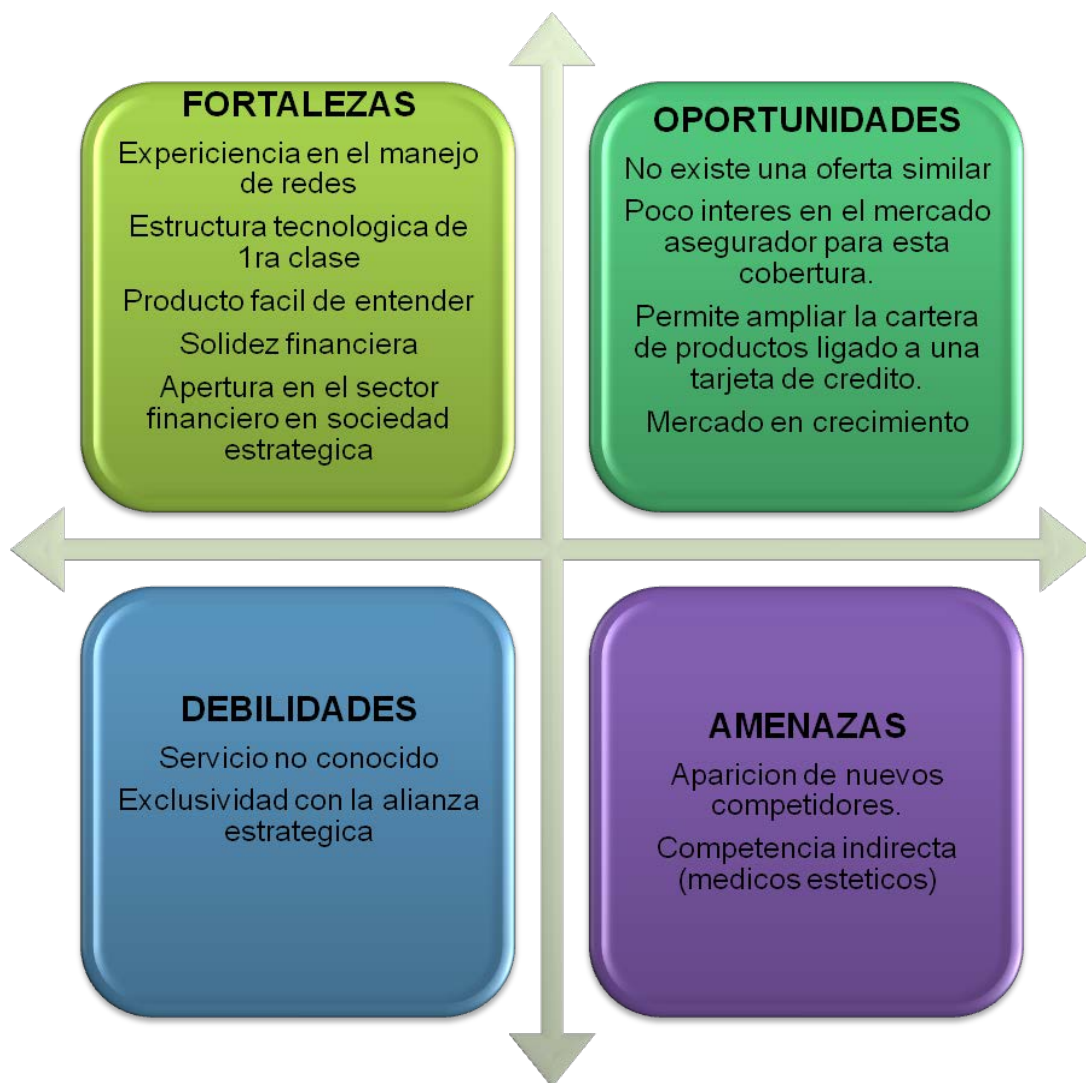 FORTALEZAS
Expericiencia en el manejo
de redes
Estructura tecnologica de
1ra clase
Producto facil de entender
Solidez financiera
Apertura en el sector
financiero en sociedad
estrategica
OPORTUNIDADES
No existe una oferta similar
Poco interes en el mercado
asegurador para esta
cobertura.
Permite ampliar la cartera
de productos ligado a una
tarjeta de credito.
Mercado en crecimiento
DEBILIDADES
Servicio no conocido
Exclusividad con la alianza
estrategica
AMENAZAS
Aparicion de nuevos
competidores.
Competencia indirecta
(medicos esteticos)